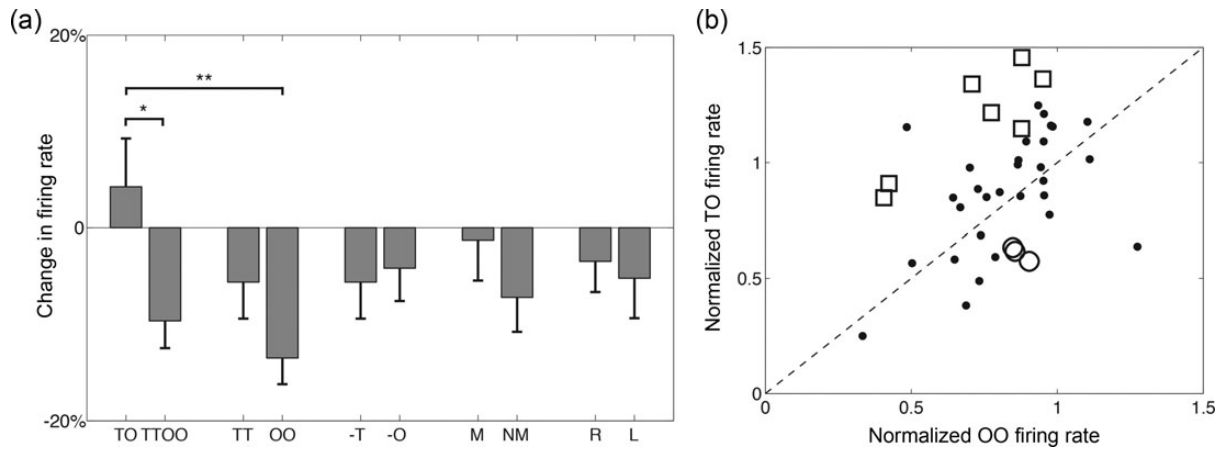 (a)
20%
**
*
0
-20%
Change in firing rate
TO TTOO TT OO -T -O M NM R L
(b)
1.5
1
0.5
0
0 0.5 1 1.5
Normalized TO firing rate
Normalized OO firing rate